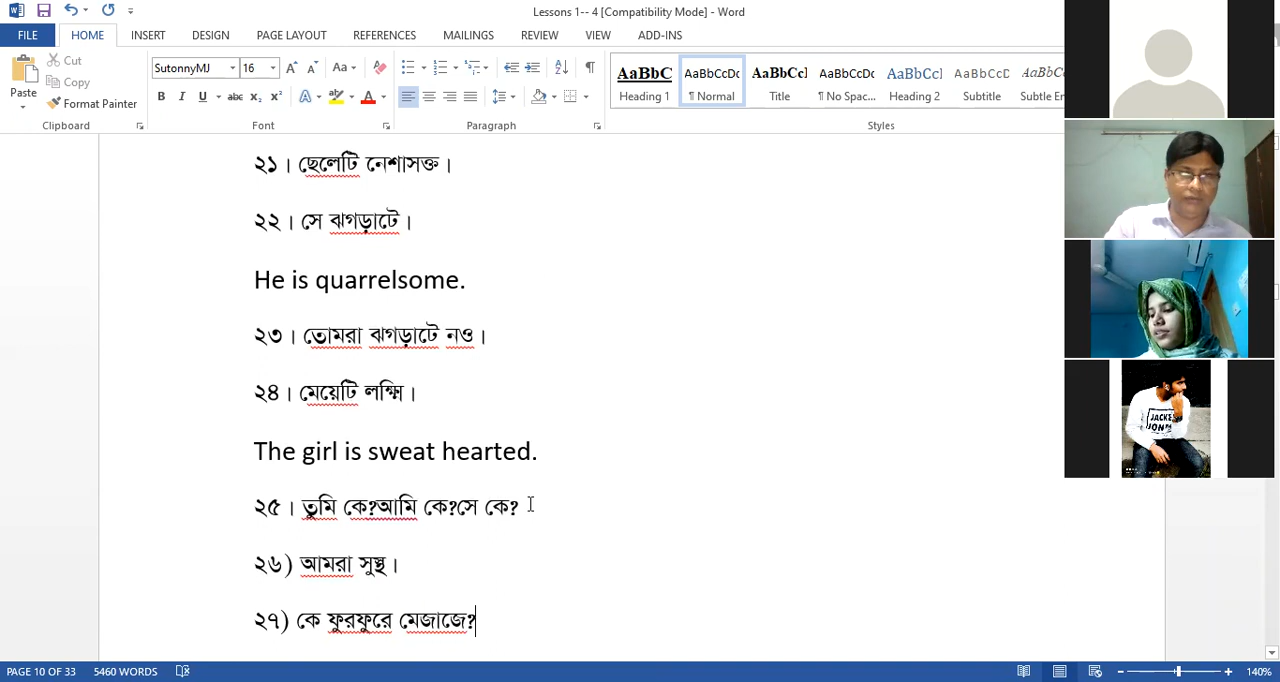 Lessons 1-- 4 [Compatibility Mode] - Word
FILE HOME INSERT DESIGN PAGE LAYOUT REFERENCES MAILINGS REVIEW VIEW ADD-INS
Paste Cut Copy Format Painter
SutonnyMJ 16
AaBbC AaBbCcDc AaBbCcl AaBbCcDc AaBbCcl AaBbCcD AaBbCcD
Heading 1 ¶ Normal Title ¶ No Spac... Heading 2 Subtitle Subtle En
Clipboard Font Paragraph Styles
২১। ছেলেটি নেশাসক্ত।
২২। সে ঝগড়াটে।
He is quarrelsome.
২৩। তোমরা ঝগড়াটে নও।
২৪। মেয়েটি লক্ষ্মি।
The girl is sweat hearted.
২৫। তুমি কে?আমি কে?সে কে?
২৬) আমরা সুস্থ।
২৭) কে ফুরফুরে মেজাজে?
JACKE
JONH
PAGE 10 OF 33 5460 WORDS 140%